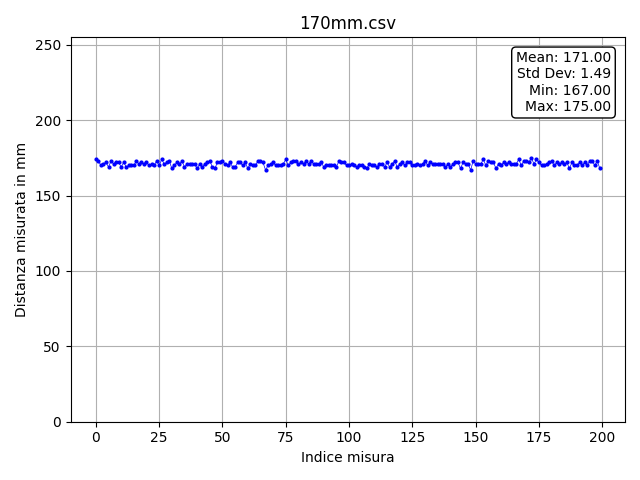 170mm.csv
Mean: 171.00
Std Dev: 1.49
Min: 167.00
Max: 175.00
Distanza misurata in mm
250
200
150
100
50
0
0 25 50 75 100 125 150 175 200
Indice misura